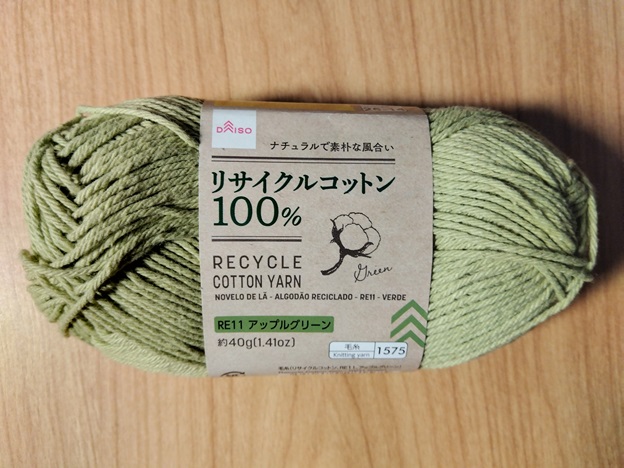 DAISO
ナチュラルで素朴な風合い
リサイクルコットン
100%
RECYCLE
COTTON YARN
Green
NOVELO DE LÃ - ALGODÃO RECICLADO - RE11 - VERDE
RE11 アップルグリーン
約40g(1.41oz)
毛糸
Knitting yarn
1575